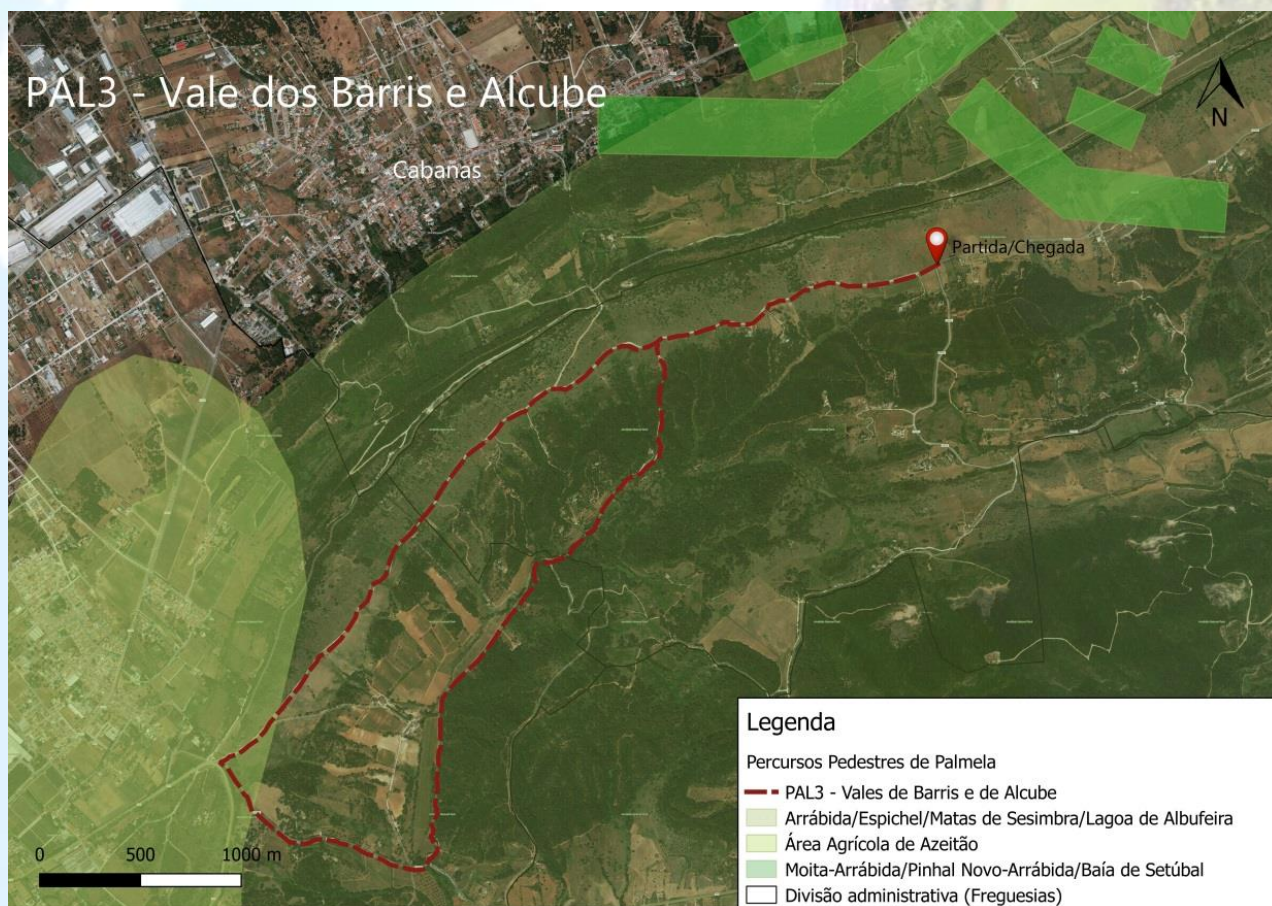 PAL3 - Vale dos Barris e Alcube
N
Cabanas
Partida/Chegada
0 500 1000 m
Legenda
Percursos Pedestres de Palmela
PAL3 - Vales de Barris e de Alcube
Arrábida/Espichel/Matas de Sesimbra/Lagoa de Albufeira
Área Agrícola de Azeitão
Moita-Arrábida/Pinhal Novo-Arrábida/Baía de Setúbal
Divisão administrativa (Freguesias)